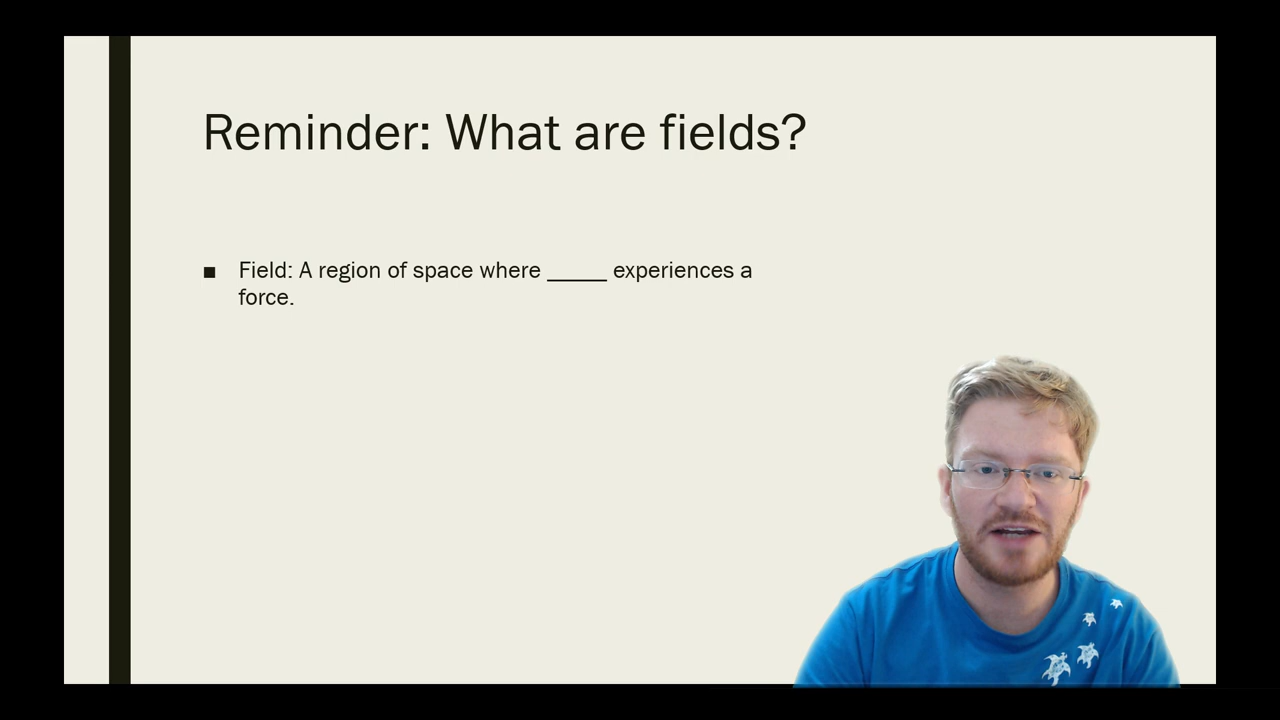 Reminder: What are fields?
■ Field: A region of space where _____ experiences a
force.